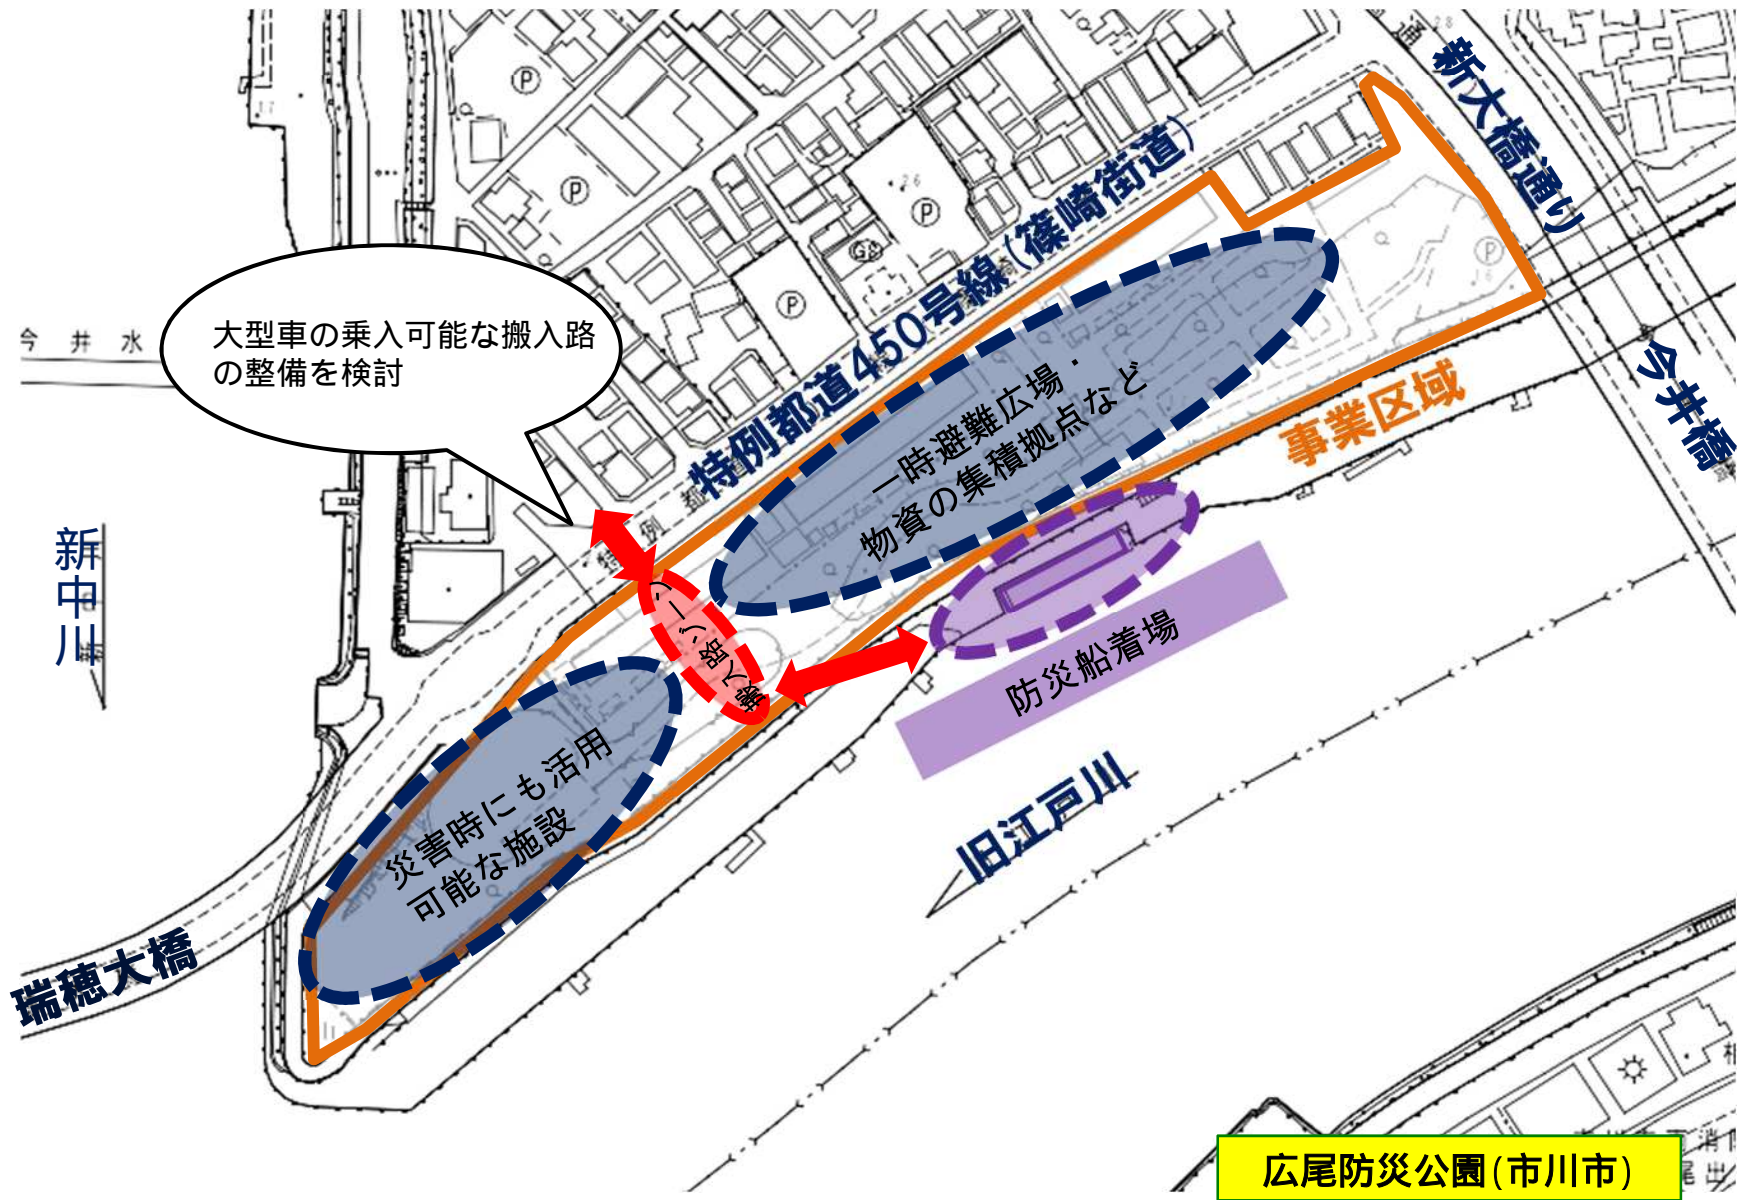 新大橋通り
特例都道450号線(篠崎街道)
大型車の乗入可能な搬入路
の整備を検討
今井水
一時避難広場・
物資の集積拠点など
事業区域
今井橋
新中川
搬入路ゾーン
防災船着場
災害時にも活用
可能な施設
旧江戸川
瑞穂大橋
広尾防災公園(市川市)
P
P
P
P
P
GS